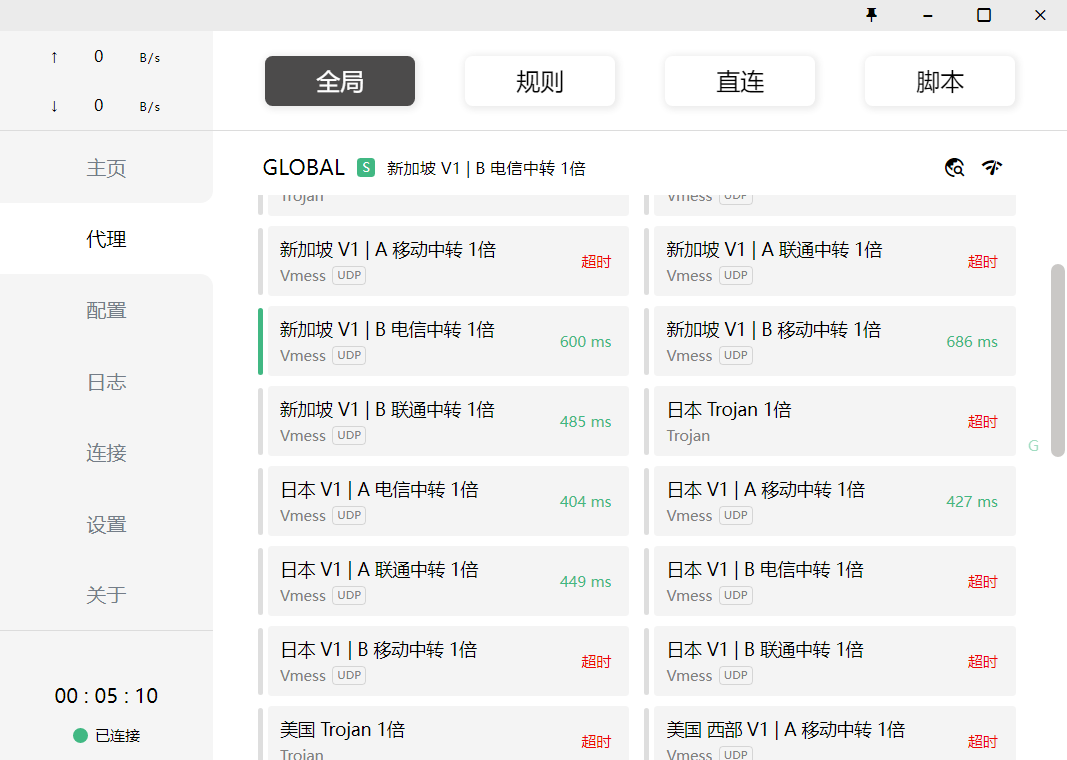 ↑ 0 B/s
↓ 0 B/s
主页
代理
配置
日志
连接
设置
关于
00 : 05 : 10
已连接
全局 规则 直连 脚本
GLOBAL S 新加坡 V1 | B 电信中转 1倍
Trojan
Vmess UDP
新加坡 V1 | A 移动中转 1倍
Vmess UDP
超时
新加坡 V1 | A 联通中转 1倍
Vmess UDP
超时
新加坡 V1 | B 电信中转 1倍
Vmess UDP
600 ms
新加坡 V1 | B 移动中转 1倍
Vmess UDP
686 ms
新加坡 V1 | B 联通中转 1倍
Vmess UDP
485 ms
日本 Trojan 1倍
Trojan
超时
G
日本 V1 | A 电信中转 1倍
Vmess UDP
404 ms
日本 V1 | A 移动中转 1倍
Vmess UDP
427 ms
日本 V1 | A 联通中转 1倍
Vmess UDP
449 ms
日本 V1 | B 电信中转 1倍
Vmess UDP
超时
日本 V1 | B 移动中转 1倍
Vmess UDP
超时
日本 V1 | B 联通中转 1倍
Vmess UDP
超时
美国 Trojan 1倍
Trojan
超时
美国 西部 V1 | A 移动中转 1倍
Vmess UDP
超时